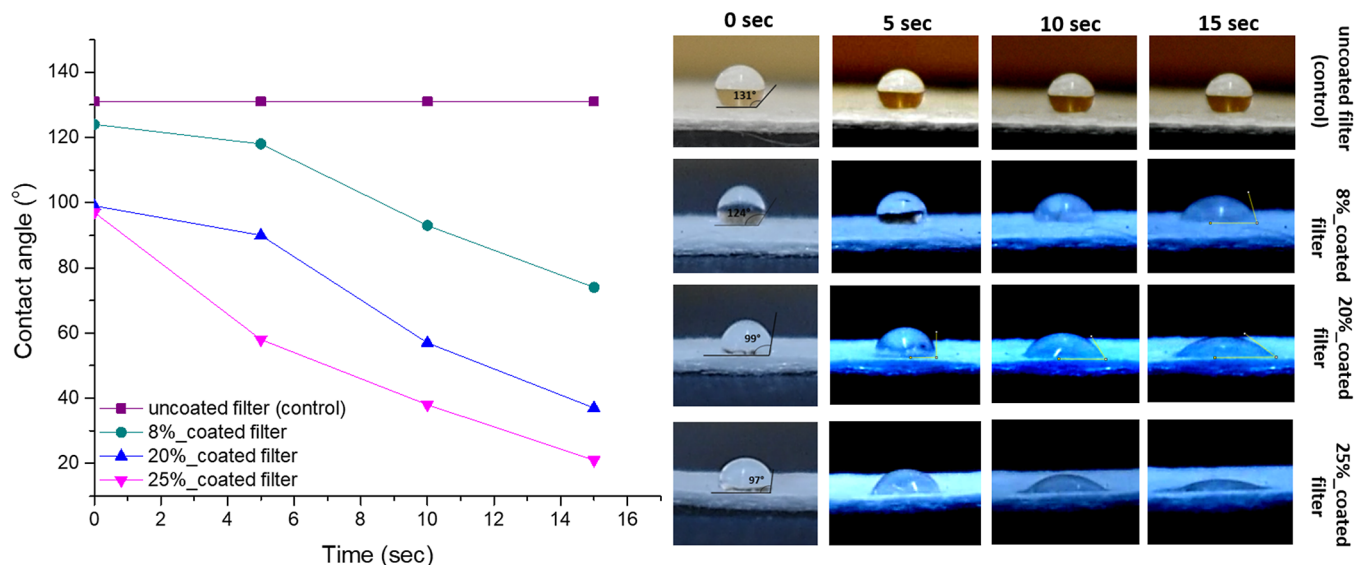 Contact angle (°)
140
120
100
80
60
40
20
uncoated filter (control)
8%_coated filter
20%_coated filter
25%_coated filter
0
2
4
6
8
10
12
14
16
Time (sec)
0 sec
5 sec
10 sec
15 sec
131°
uncoated filter
(control)
124°
8%_coated
filter
99°
20%_coated
filter
97°
25%_coated
filter